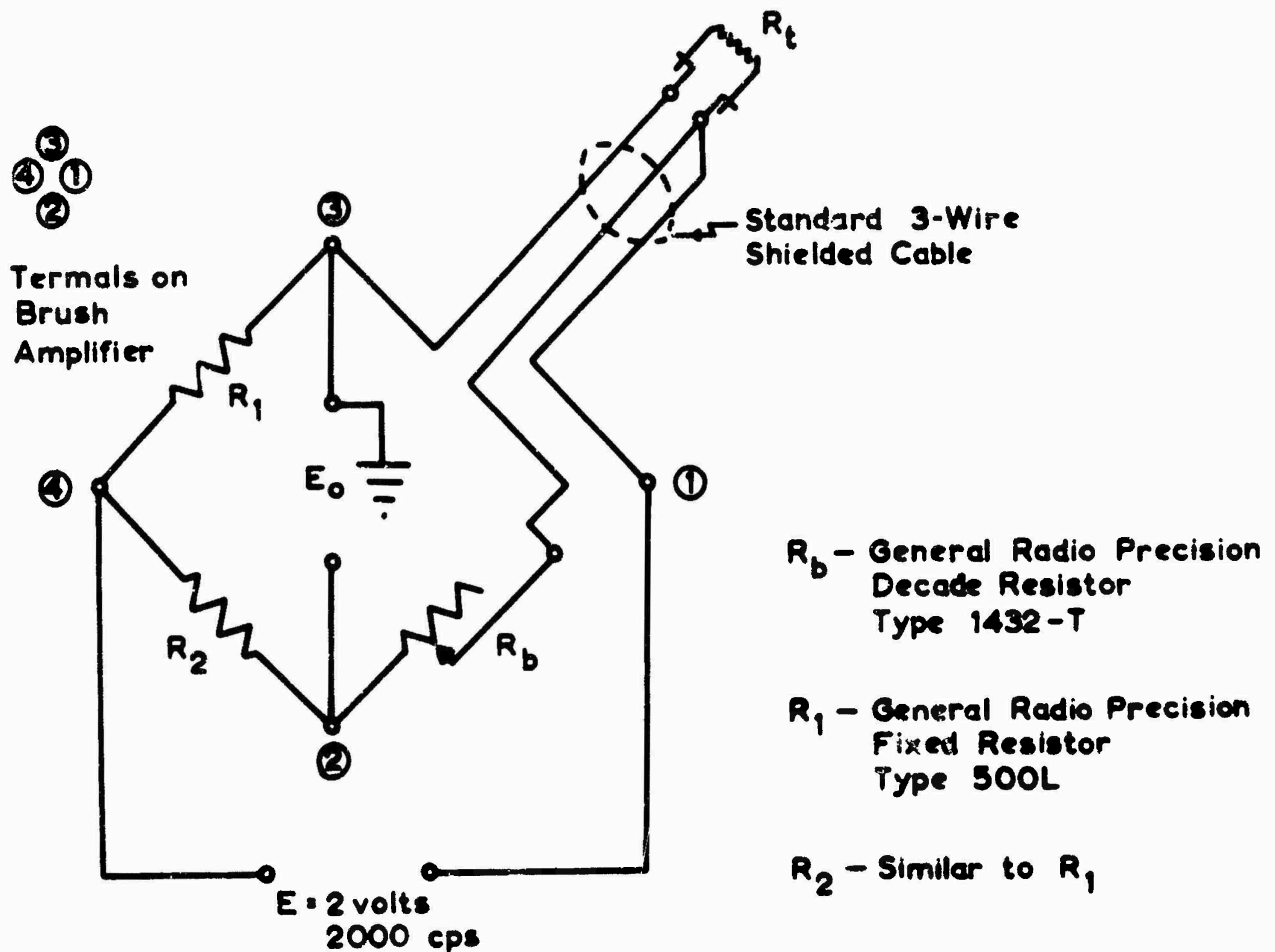 R_t
③
④ ①
②
③
Termals on
Brush
Amplifier
Standard 3-Wire
Shielded Cable
R_1
④
E_o
①
R_2
R_b
②
R_b – General Radio Precision
Decade Resistor
Type 1432-T
R_1 – General Radio Precision
Fixed Resistor
Type 500L
R_2 – Similar to R_1
E = 2 volts
2000 cps